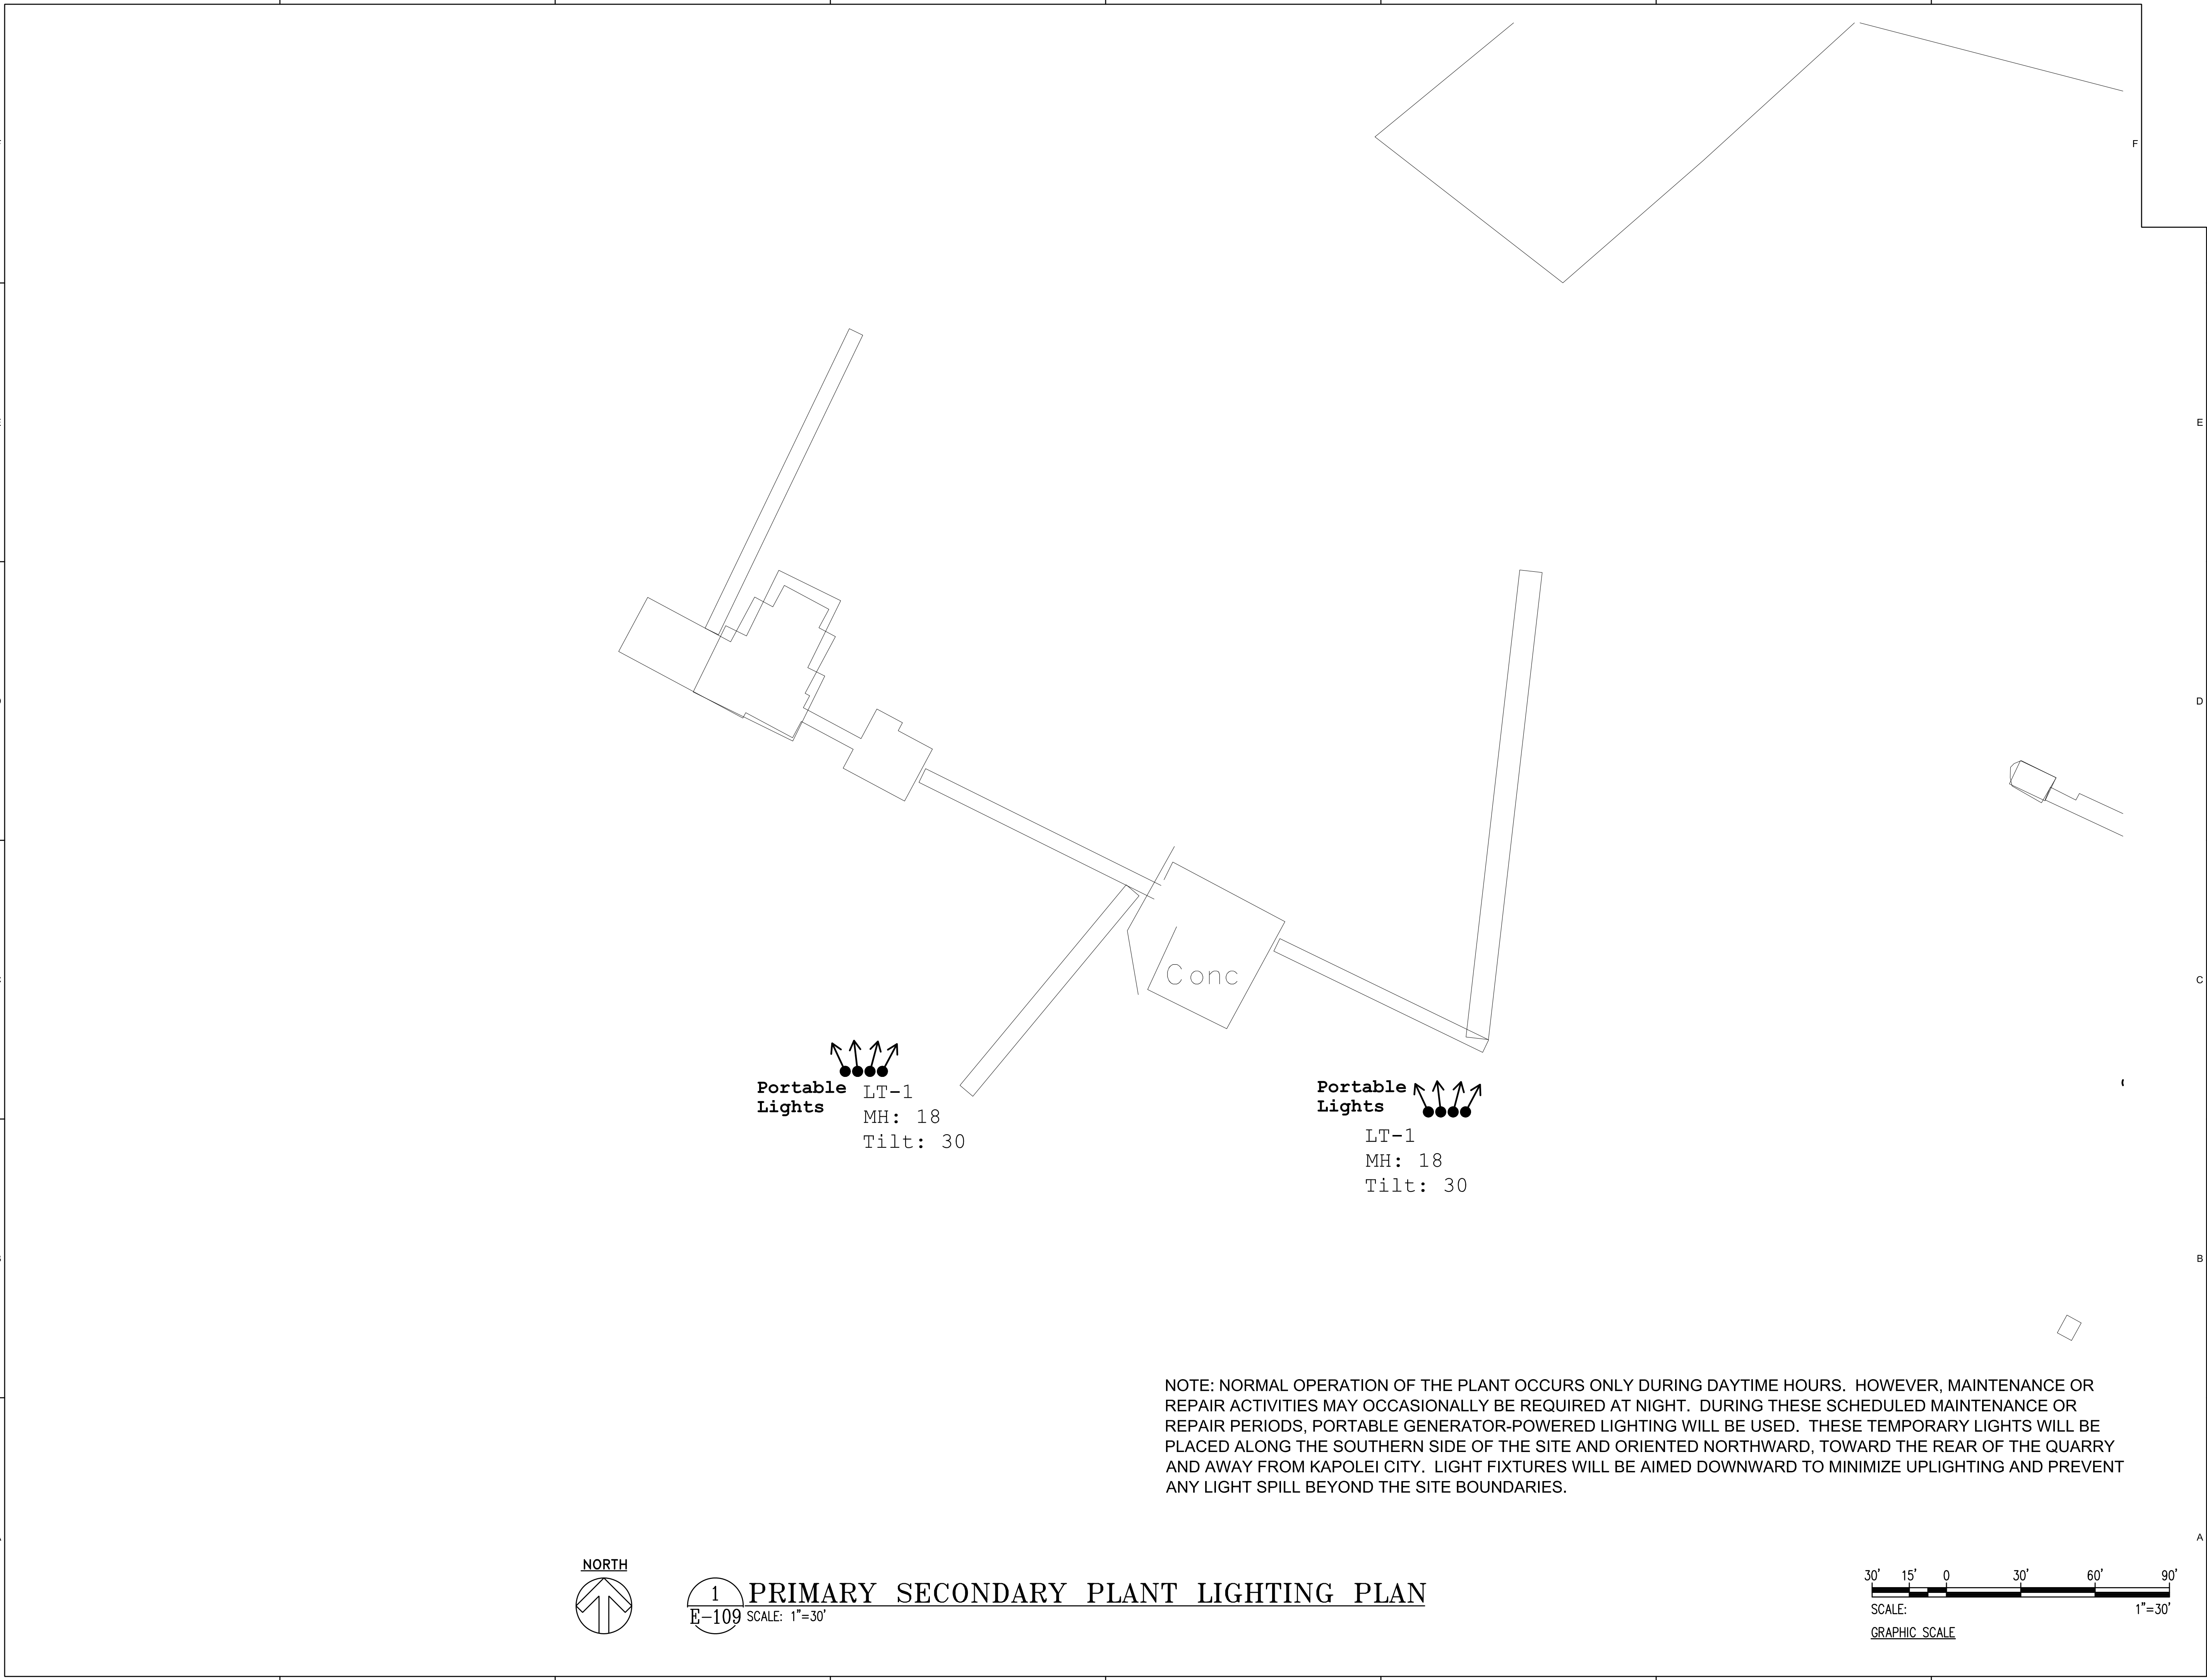 F
E
D
Conc
C
Portable
Lights
LT-1
MH: 18
Tilt: 30
Portable
Lights
LT-1
MH: 18
Tilt: 30
B
NOTE: NORMAL OPERATION OF THE PLANT OCCURS ONLY DURING DAYTIME HOURS. HOWEVER, MAINTENANCE OR
REPAIR ACTIVITIES MAY OCCASIONALLY BE REQUIRED AT NIGHT. DURING THESE SCHEDULED MAINTENANCE OR
REPAIR PERIODS, PORTABLE GENERATOR-POWERED LIGHTING WILL BE USED. THESE TEMPORARY LIGHTS WILL BE
PLACED ALONG THE SOUTHERN SIDE OF THE SITE AND ORIENTED NORTHWARD, TOWARD THE REAR OF THE QUARRY
AND AWAY FROM KAPOLEI CITY. LIGHT FIXTURES WILL BE AIMED DOWNWARD TO MINIMIZE UPLIGHTING AND PREVENT
ANY LIGHT SPILL BEYOND THE SITE BOUNDARIES.
A
NORTH
1
PRIMARY SECONDARY PLANT LIGHTING PLAN
E-109
SCALE: 1"=30'
30' 15' 0 30' 60' 90'
SCALE: 1"=30'
GRAPHIC SCALE